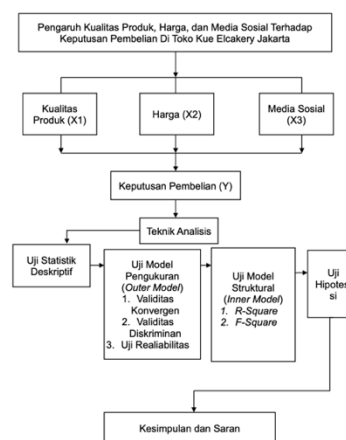 Pengaruh Kualitas Produk, Harga, dan Media Sosial Terhadap
Keputusan Pembelian Di Toko Kue Elcakery Jakarta
Kualitas
Produk (X1)
Harga (X2)
Media Sosial
(X3)
Keputusan Pembelian (Y)
Teknik Analisis
Uji Statistik
Deskriptif
Uji Model
Pengukuran
(Outer Model)
1. Validitas
Konvergen
2. Validitas
Diskriminan
3. Uji Realiabilitas
Uji Model
Struktural
(Inner Model)
1. R-Square
2. F-Square
Uji
Hipotes
si
Kesimpulan dan Saran